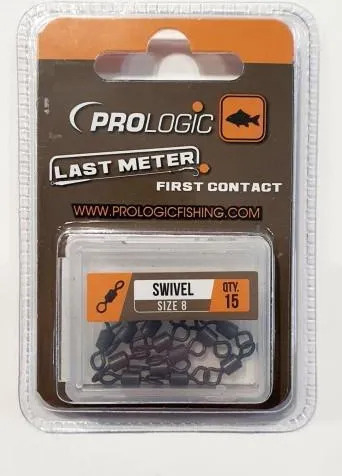 PROLOGIC
LAST METER
FIRST CONTACT
WWW.PROLOGICFISHING.COM
SWIVEL
SIZE 8
QTY.
15